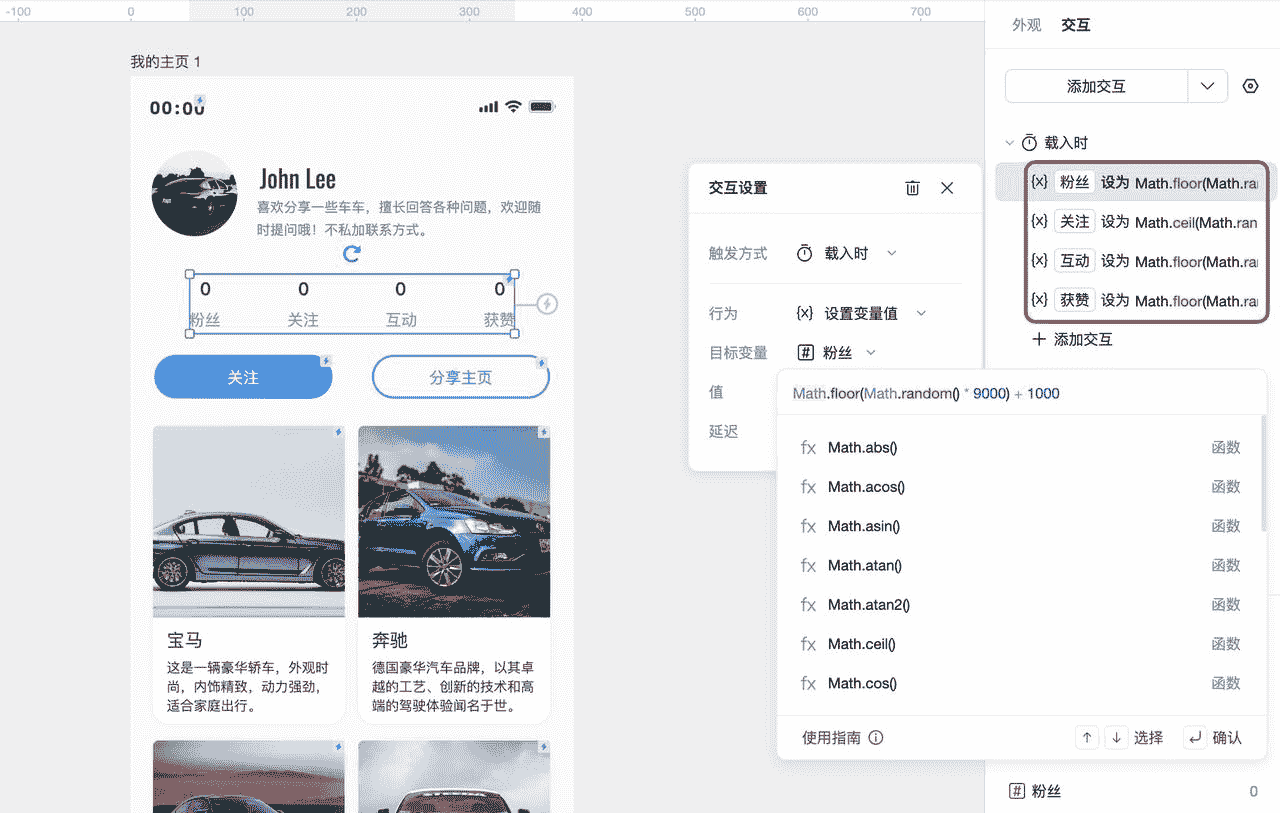 -100 0 100 200 300 400 500 600 700
我的主页 1
00:00
John Lee
喜欢分享一些车车，擅长回答各种问题，欢迎随
时提问哦！不私加联系方式。
0 0 0 0
粉丝 关注 互动 获赞
关注 分享主页
宝马
这是一辆豪华轿车，外观时
尚，内饰精致，动力强劲，
适合家庭出行。
奔驰
德国豪华汽车品牌，以其卓
越的工艺、创新的技术和高
端的驾驶体验闻名于世。
交互设置
触发方式 载入时
行为 {x} 设置变量值
目标变量 # 粉丝
值
延迟
Math.floor(Math.random() * 9000) + 1000
fx Math.abs() 函数
fx Math.acos() 函数
fx Math.asin() 函数
fx Math.atan() 函数
fx Math.atan2() 函数
fx Math.ceil() 函数
fx Math.cos() 函数
使用指南 ↑ ↓ 选择 确认
外观 交互
添加交互
载入时
{x} 粉丝 设为 Math.floor(Math.ra
{x} 关注 设为 Math.ceil(Math.ran
{x} 互动 设为 Math.floor(Math.ra
{x} 获赞 设为 Math.floor(Math.ra
+ 添加交互
# 粉丝 0